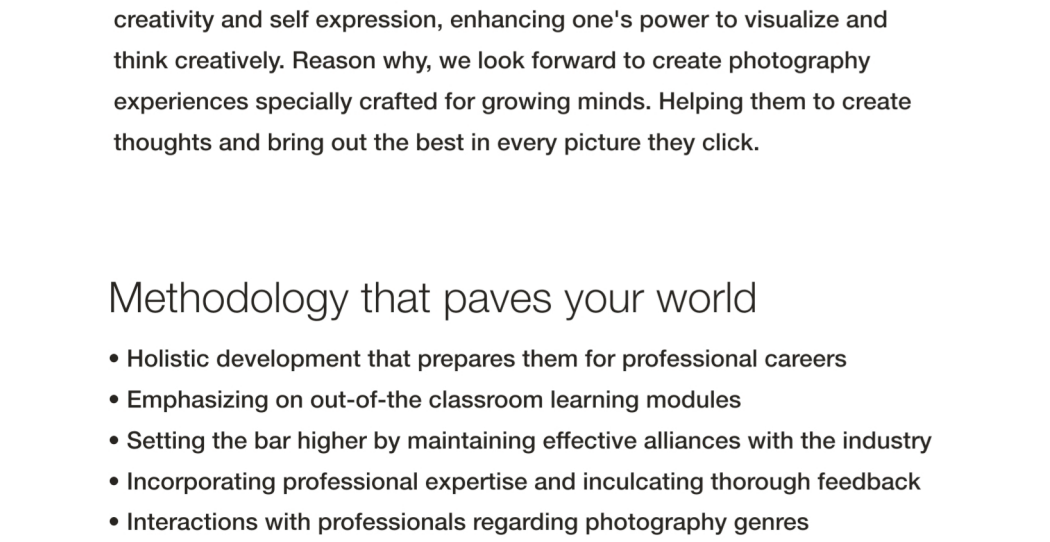 creativity and self expression, enhancing one's power to visualize and
think creatively. Reason why, we look forward to create photography
experiences specially crafted for growing minds. Helping them to create
thoughts and bring out the best in every picture they click.
Methodology that paves your world
• Holistic development that prepares them for professional careers
• Emphasizing on out-of-the classroom learning modules
• Setting the bar higher by maintaining effective alliances with the industry
• Incorporating professional expertise and inculcating thorough feedback
• Interactions with professionals regarding photography genres